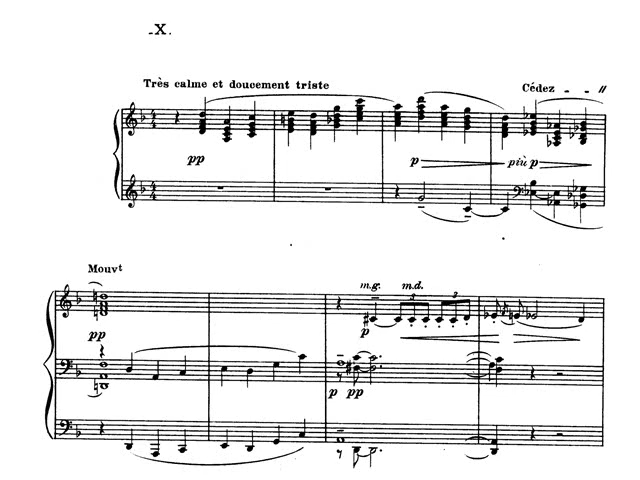 -X.
Très calme et doucement triste
Cédez - - //
pp
p
più p
Mouvt
m.g. m.d.
3 3
pp
p
p pp